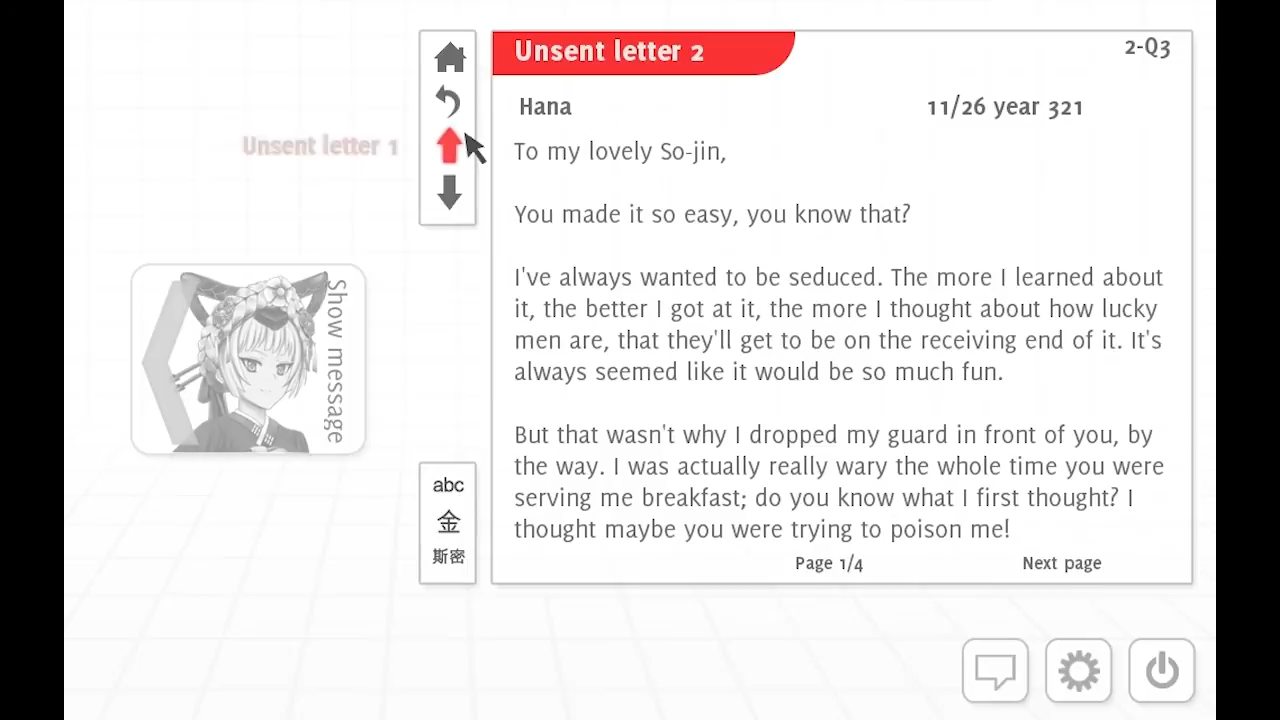 Unsent letter 2
2-Q3
Hana
11/26 year 321
Unsent letter 1
To my lovely So-jin,
You made it so easy, you know that?
I've always wanted to be seduced. The more I learned about
it, the better I got at it, the more I thought about how lucky
men are, that they'll get to be on the receiving end of it. It's
always seemed like it would be so much fun.
But that wasn't why I dropped my guard in front of you, by
the way. I was actually really wary the whole time you were
serving me breakfast; do you know what I first thought? I
thought maybe you were trying to poison me!
Page 1/4
Next page
Show message
abc
金
斯密